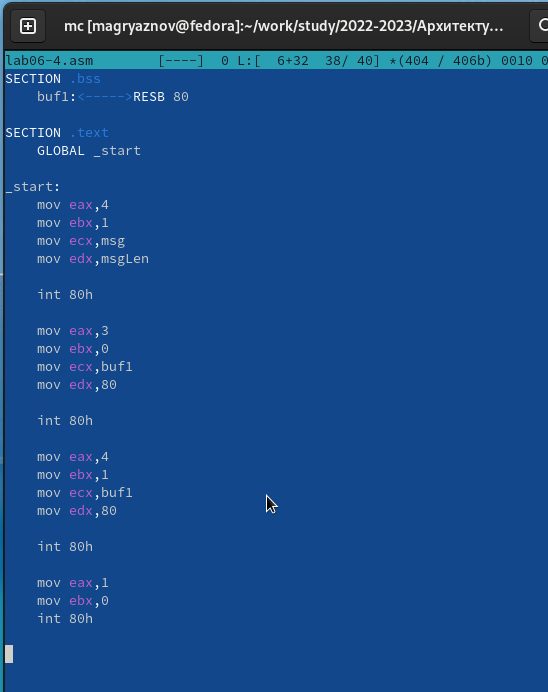 mc [magryaznov@fedora]:~/work/study/2022-2023/Архитекту...
lab06-4.asm [----] 0 L:[ 6+32 38/ 40] *(404 / 406b) 0010 0
SECTION .bss
buf1:<----->RESB 80
SECTION .text
GLOBAL _start
_start:
mov eax,4
mov ebx,1
mov ecx,msg
mov edx,msgLen
int 80h
mov eax,3
mov ebx,0
mov ecx,buf1
mov edx,80
int 80h
mov eax,4
mov ebx,1
mov ecx,buf1
mov edx,80
int 80h
mov eax,1
mov ebx,0
int 80h